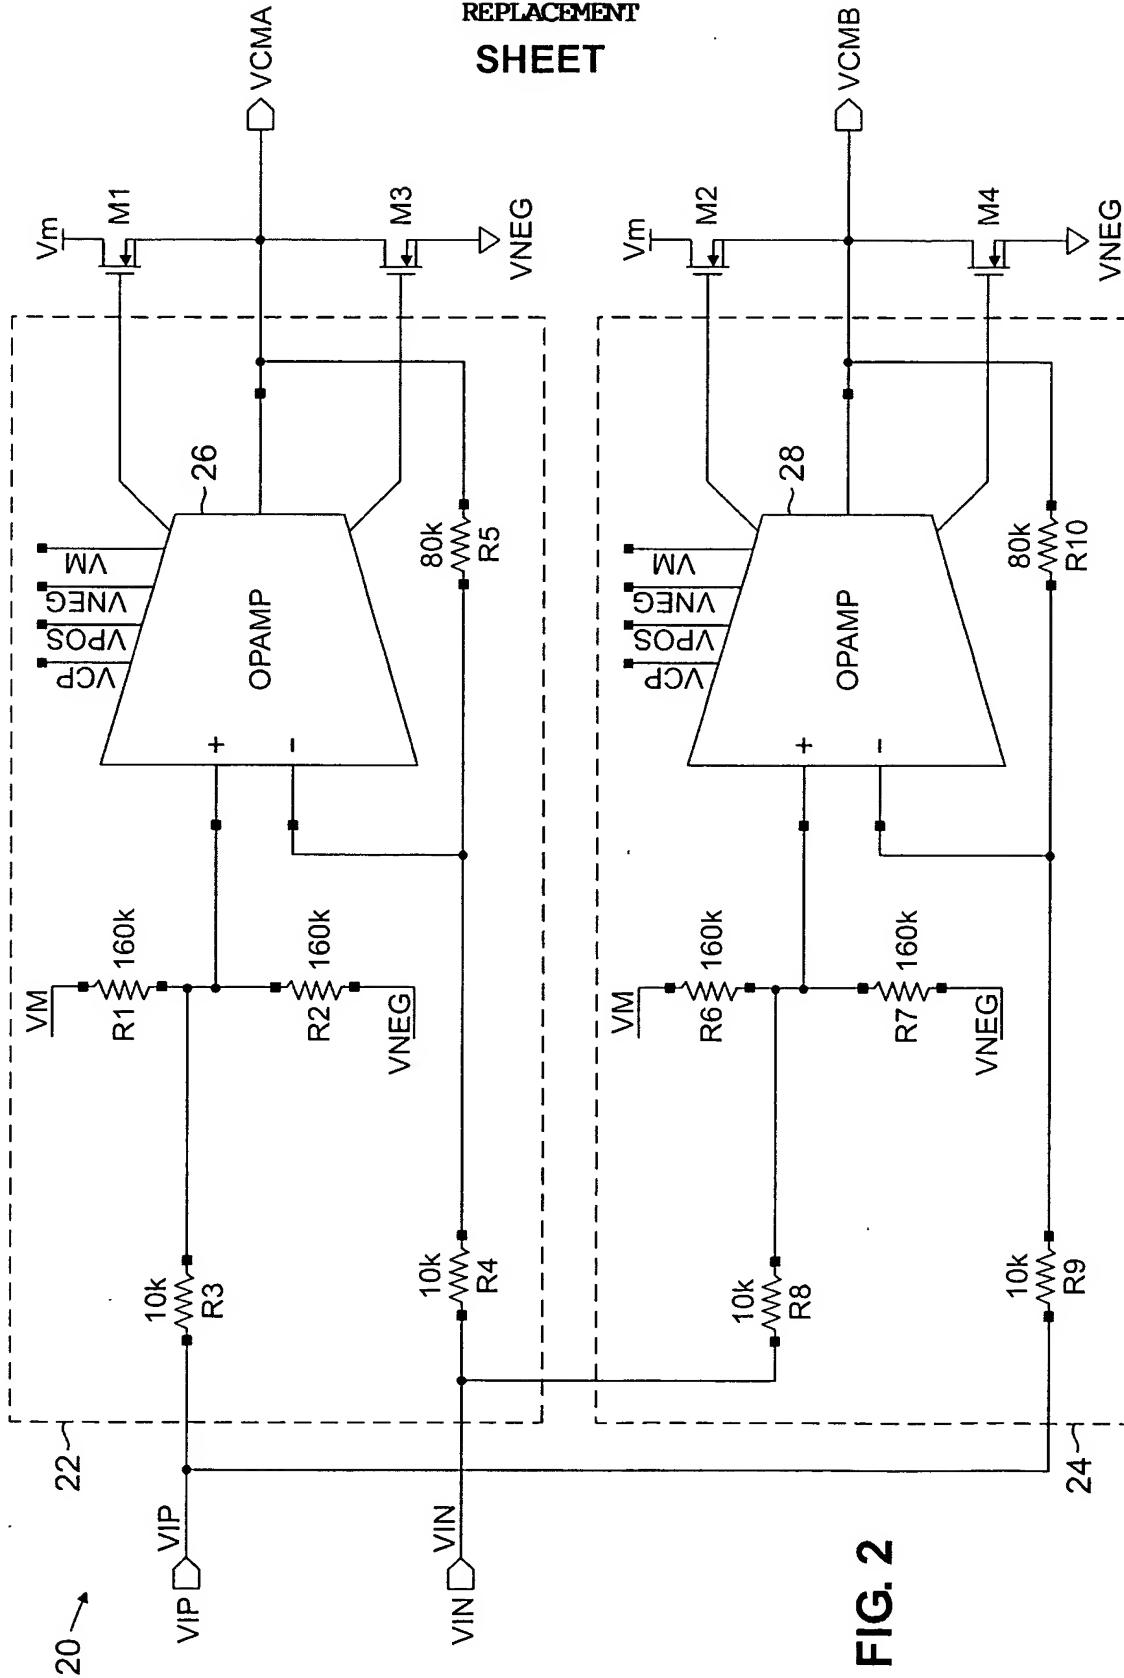 REPLACEMENT
SHEET
20
VIP
VIP
VIN
VIN
22
24
10k
R3
10k
R4
10k
R8
10k
R9
VM
R1
160k
R2
160k
VNEG
VM
R6
160k
R7
160k
VNEG
+
–
OPAMP
VCP
VPOS
VNEG
VM
26
80k
R5
+
–
OPAMP
VCP
VPOS
VNEG
VM
28
80k
R10
Vm
M1
M3
VNEG
VCMA
Vm
M2
M4
VNEG
VCMB
FIG. 2